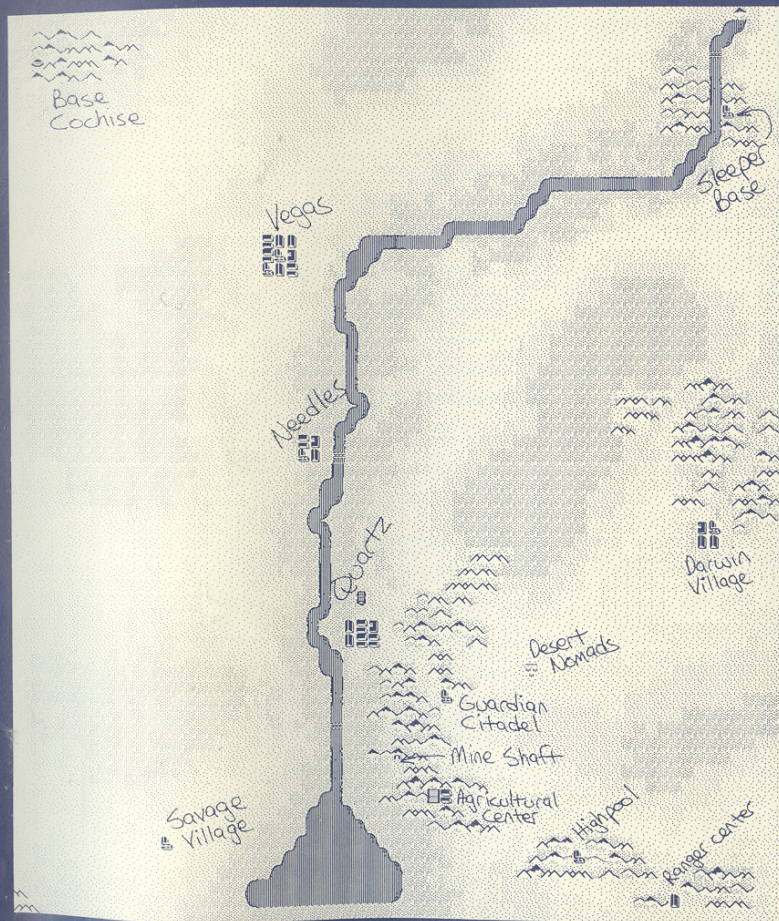 Base
Cochise
Sleeper
Base
Vegas
Needles
Quartz
Darwin
Village
Desert
Nomads
Guardian
Citadel
Mine Shaft
Agricultural
Center
Savage
Village
Highpool
Ranger center